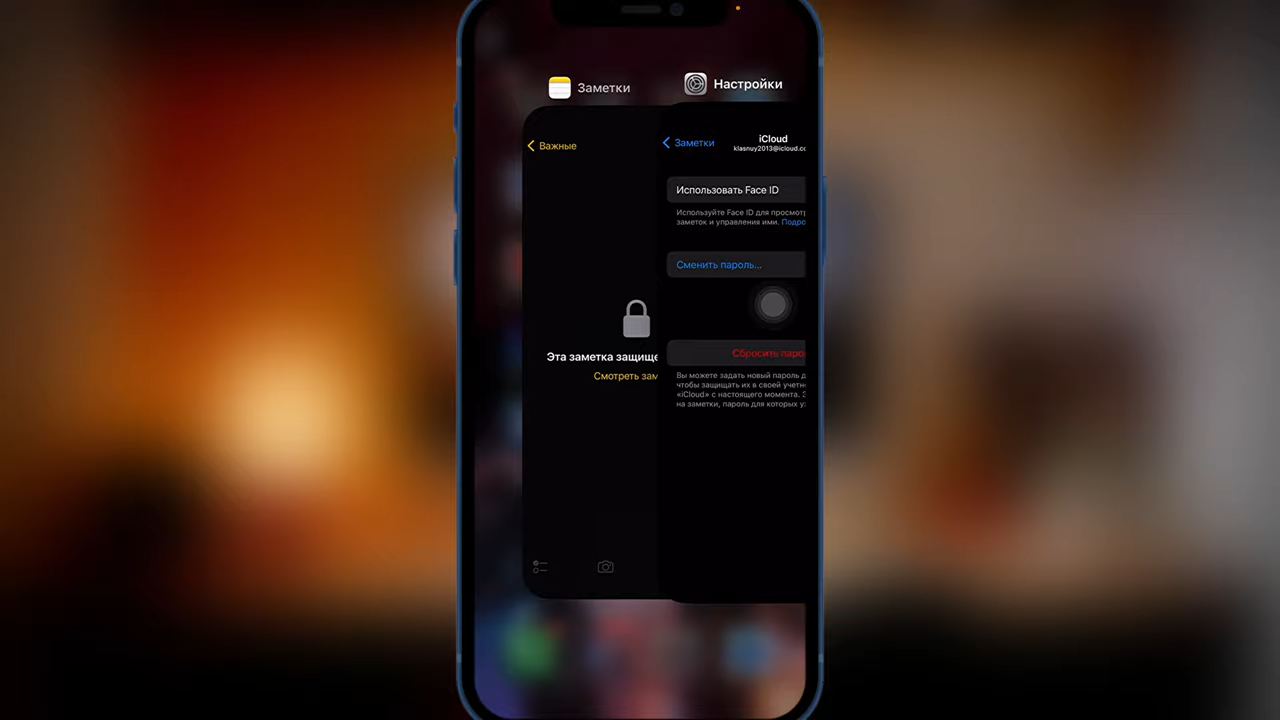 Заметки
Настройки
Важные
Заметки
iCloud
klasnuy2013@icloud.cc
Использовать Face ID
Используйте Face ID для просмот
заметок и управления ими. Подро
Сменить пароль...
Эта заметка защище
Смотреть зам
Сбросить паро
Вы можете задать новый пароль д
чтобы защищать их в своей учетн
«iCloud» с настоящего момента. Э
на заметки, пароль для которых у